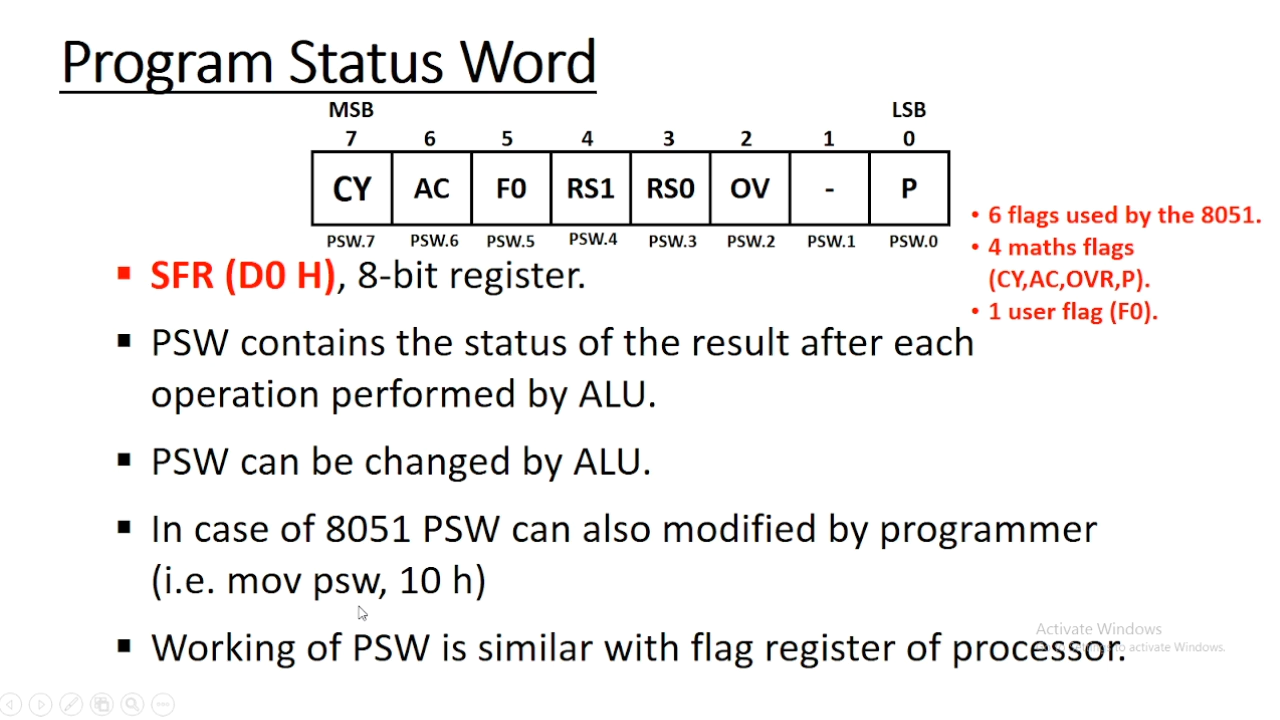 Program Status Word
MSB LSB
7 6 5 4 3 2 1 0
CY AC F0 RS1 RS0 OV - P
PSW.7 PSW.6 PSW.5 PSW.4 PSW.3 PSW.2 PSW.1 PSW.0
• 6 flags used by the 8051.
• 4 maths flags
(CY,AC,OVR,P).
• 1 user flag (F0).
▪ SFR (D0 H), 8-bit register.
▪ PSW contains the status of the result after each
operation performed by ALU.
▪ PSW can be changed by ALU.
▪ In case of 8051 PSW can also modified by programmer
(i.e. mov psw, 10 h)
▪ Working of PSW is similar with flag register of processor.
Activate Windows
to activate Windows.